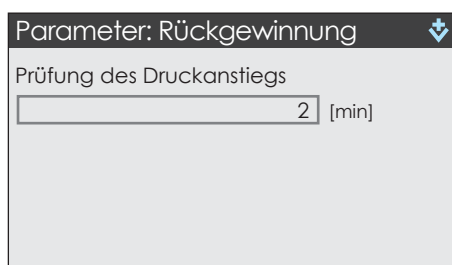 Parameter: Rückgewinnung
Prüfung des Druckanstiegs
2 [min]